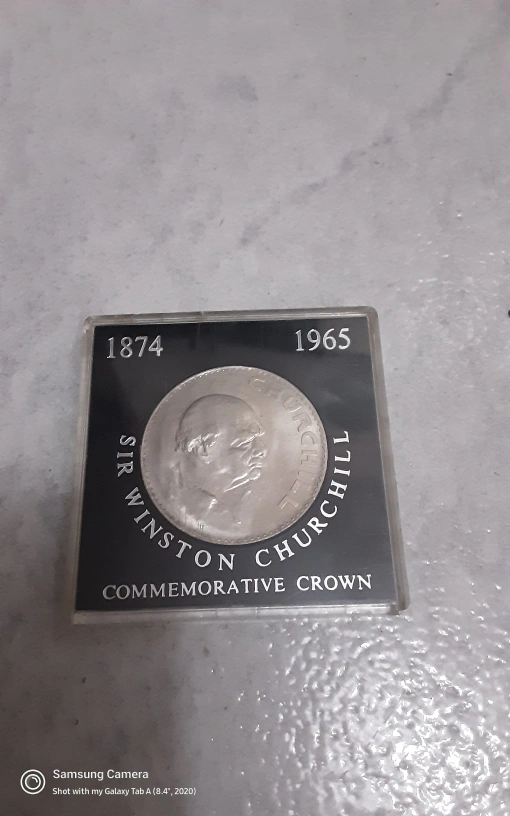 1874 1965
CHURCHILL
SIR WINSTON CHURCHILL
COMMEMORATIVE CROWN
Samsung Camera
Shot with my Galaxy Tab A (8.4", 2020)